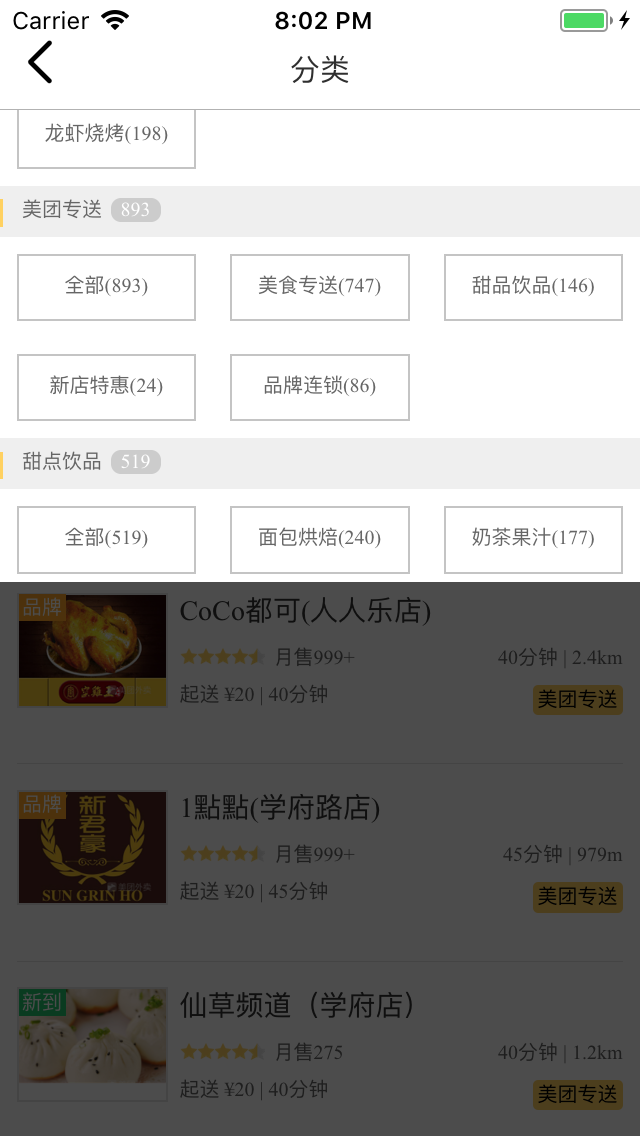 Carrier 8:02 PM
分类
龙虾烧烤(198)
美团专送 893
全部(893) 美食专送(747) 甜品饮品(146)
新店特惠(24) 品牌连锁(86)
甜点饮品 519
全部(519) 面包烘焙(240) 奶茶果汁(177)
品牌
CoCo都可(人人乐店)
月售999+ 40分钟 | 2.4km
起送 ¥20 | 40分钟 美团专送
品牌
新君豪
SUN GRIN HO
1點點(学府路店)
月售999+ 45分钟 | 979m
起送 ¥20 | 45分钟 美团专送
新到
仙草频道（学府店）
月售275 40分钟 | 1.2km
起送 ¥20 | 40分钟 美团专送